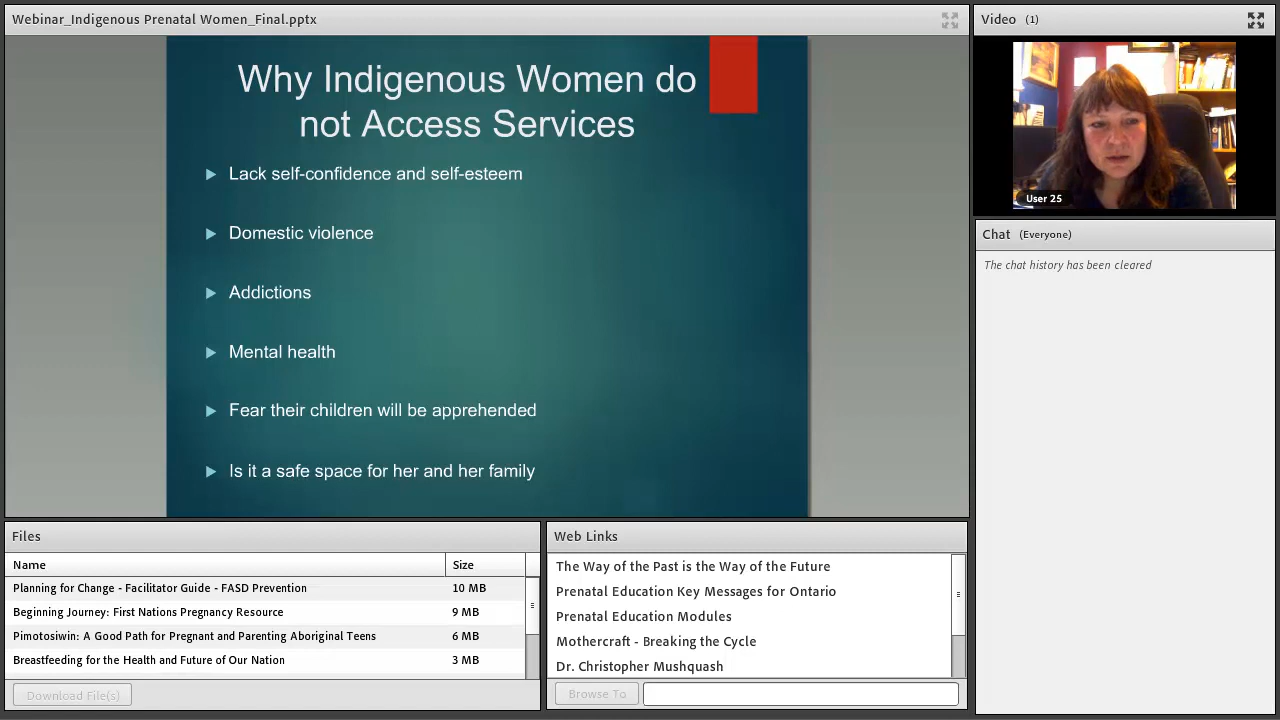 Webinar_Indigenous Prenatal Women_Final.pptx
Why Indigenous Women do
not Access Services
Lack self-confidence and self-esteem
Domestic violence
Addictions
Mental health
Fear their children will be apprehended
Is it a safe space for her and her family
Video (1)
User 25
Chat (Everyone)
The chat history has been cleared
Files
Name Size
Planning for Change - Facilitator Guide - FASD Prevention 10 MB
Beginning Journey: First Nations Pregnancy Resource 9 MB
Pimotosiwin: A Good Path for Pregnant and Parenting Aboriginal Teens 6 MB
Breastfeeding for the Health and Future of Our Nation 3 MB
Download File(s)
Web Links
The Way of the Past is the Way of the Future
Prenatal Education Key Messages for Ontario
Prenatal Education Modules
Mothercraft - Breaking the Cycle
Dr. Christopher Mushquash
Browse To